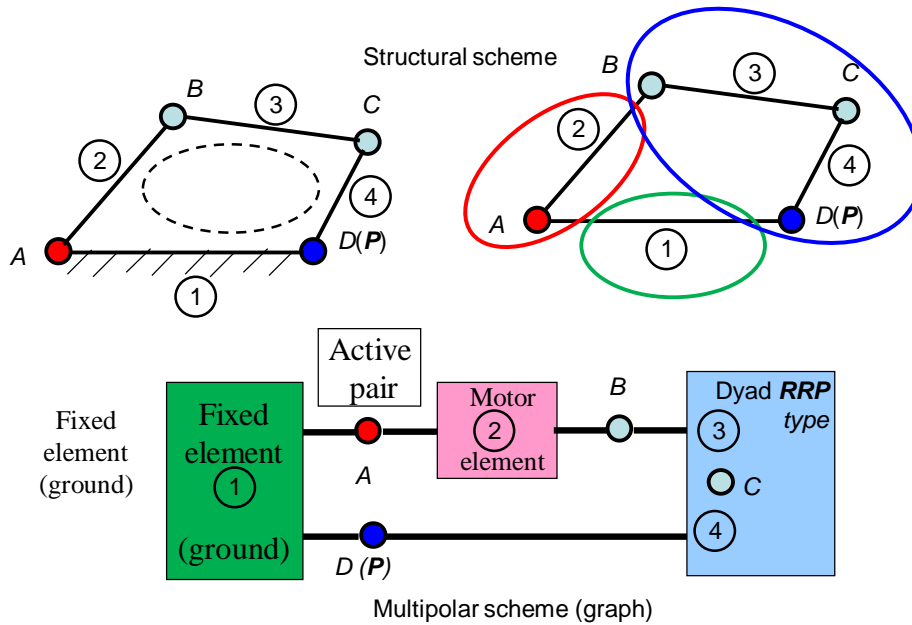 Structural scheme
B
3
C
2
4
A
D(P)
1
B
3
C
2
4
A
D(P)
1
Active
pair
Fixed
element
(ground)
Fixed
element
1
(ground)
A
Motor
2
element
B
Dyad RRP
type
3
C
4
D (P)
Multipolar scheme (graph)